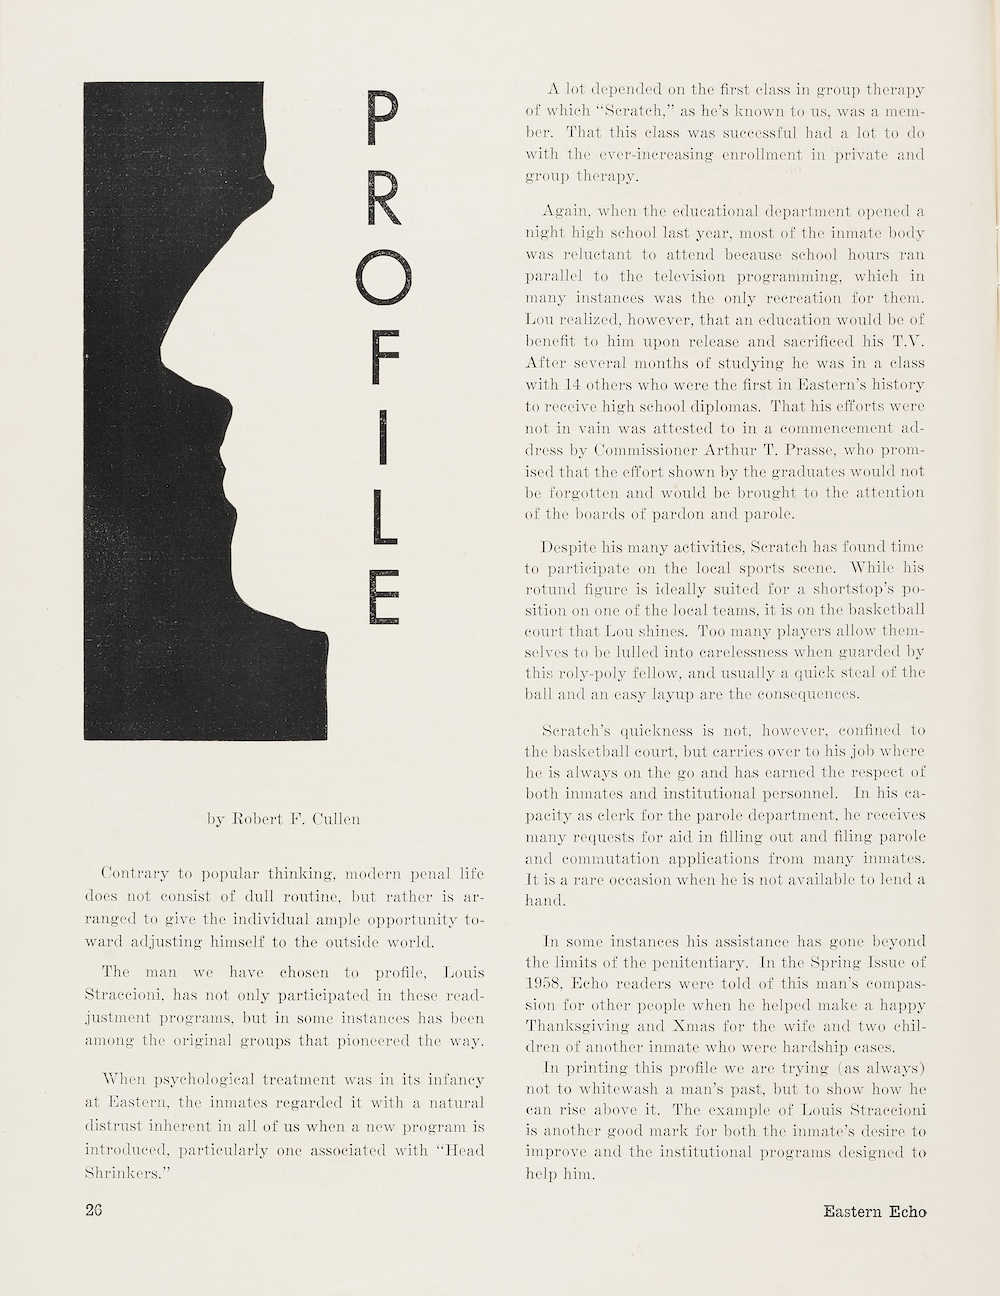 PROFILE
by Robert F. Cullen
Contrary to popular thinking, modern penal life
does not consist of dull routine, but rather is ar-
ranged to give the individual ample opportunity to-
ward adjusting himself to the outside world.
The man we have chosen to profile, Louis
Straccioni, has not only participated in these read-
justment programs, but in some instances has been
among the original groups that pioneered the way.
When psychological treatment was in its infancy
at Eastern, the inmates regarded it with a natural
distrust inherent in all of us when a new program is
introduced, particularly one associated with “Head
Shrinkers.”
A lot depended on the first class in group therapy
of which “Scratch,” as he’s known to us, was a mem-
ber. That this class was successful had a lot to do
with the ever-increasing enrollment in private and
group therapy.
Again, when the educational department opened a
night high school last year, most of the inmate body
was reluctant to attend because school hours ran
parallel to the television programming, which in
many instances was the only recreation for them.
Lou realized, however, that an education would be of
benefit to him upon release and sacrificed his T.V.
After several months of studying he was in a class
with 14 others who were the first in Eastern’s history
to receive high school diplomas. That his efforts were
not in vain was attested to in a commencement ad-
dress by Commissioner Arthur T. Prasse, who prom-
ised that the effort shown by the graduates would not
be forgotten and would be brought to the attention
of the boards of pardon and parole.
Despite his many activities, Scratch has found time
to participate on the local sports scene. While his
rotund figure is ideally suited for a shortstop’s po-
sition on one of the local teams, it is on the basketball
court that Lou shines. Too many players allow them-
selves to be lulled into carelessness when guarded by
this roly-poly fellow, and usually a quick steal of the
ball and an easy layup are the consequences.
Scratch’s quickness is not, however, confined to
the basketball court, but carries over to his job where
he is always on the go and has earned the respect of
both inmates and institutional personnel. In his ca-
pacity as clerk for the parole department, he receives
many requests for aid in filling out and filing parole
and commutation applications from many inmates.
It is a rare occasion when he is not available to lend a
hand.
In some instances his assistance has gone beyond
the limits of the penitentiary. In the Spring Issue of
1958, Echo readers were told of this man’s compas-
sion for other people when he helped make a happy
Thanksgiving and Xmas for the wife and two chil-
dren of another inmate who were hardship cases.
In printing this profile we are trying (as always)
not to whitewash a man’s past, but to show how he
can rise above it. The example of Louis Straccioni
is another good mark for both the inmate’s desire to
improve and the institutional programs designed to
help him.
26
Eastern Echo